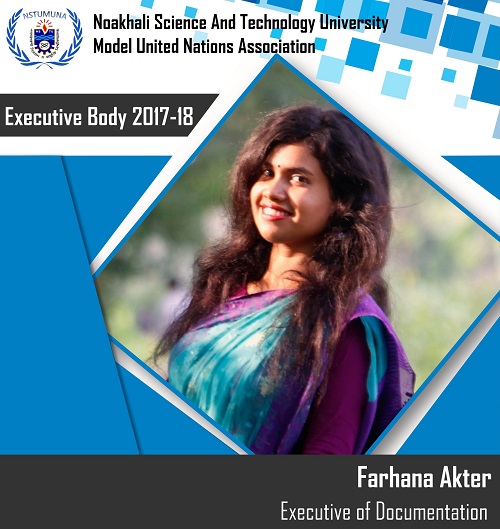 NSTUMUNA
Noakhali Science And Technology University
Model United Nations Association
Executive Body 2017-18
Farhana Akter
Executive of Documentation